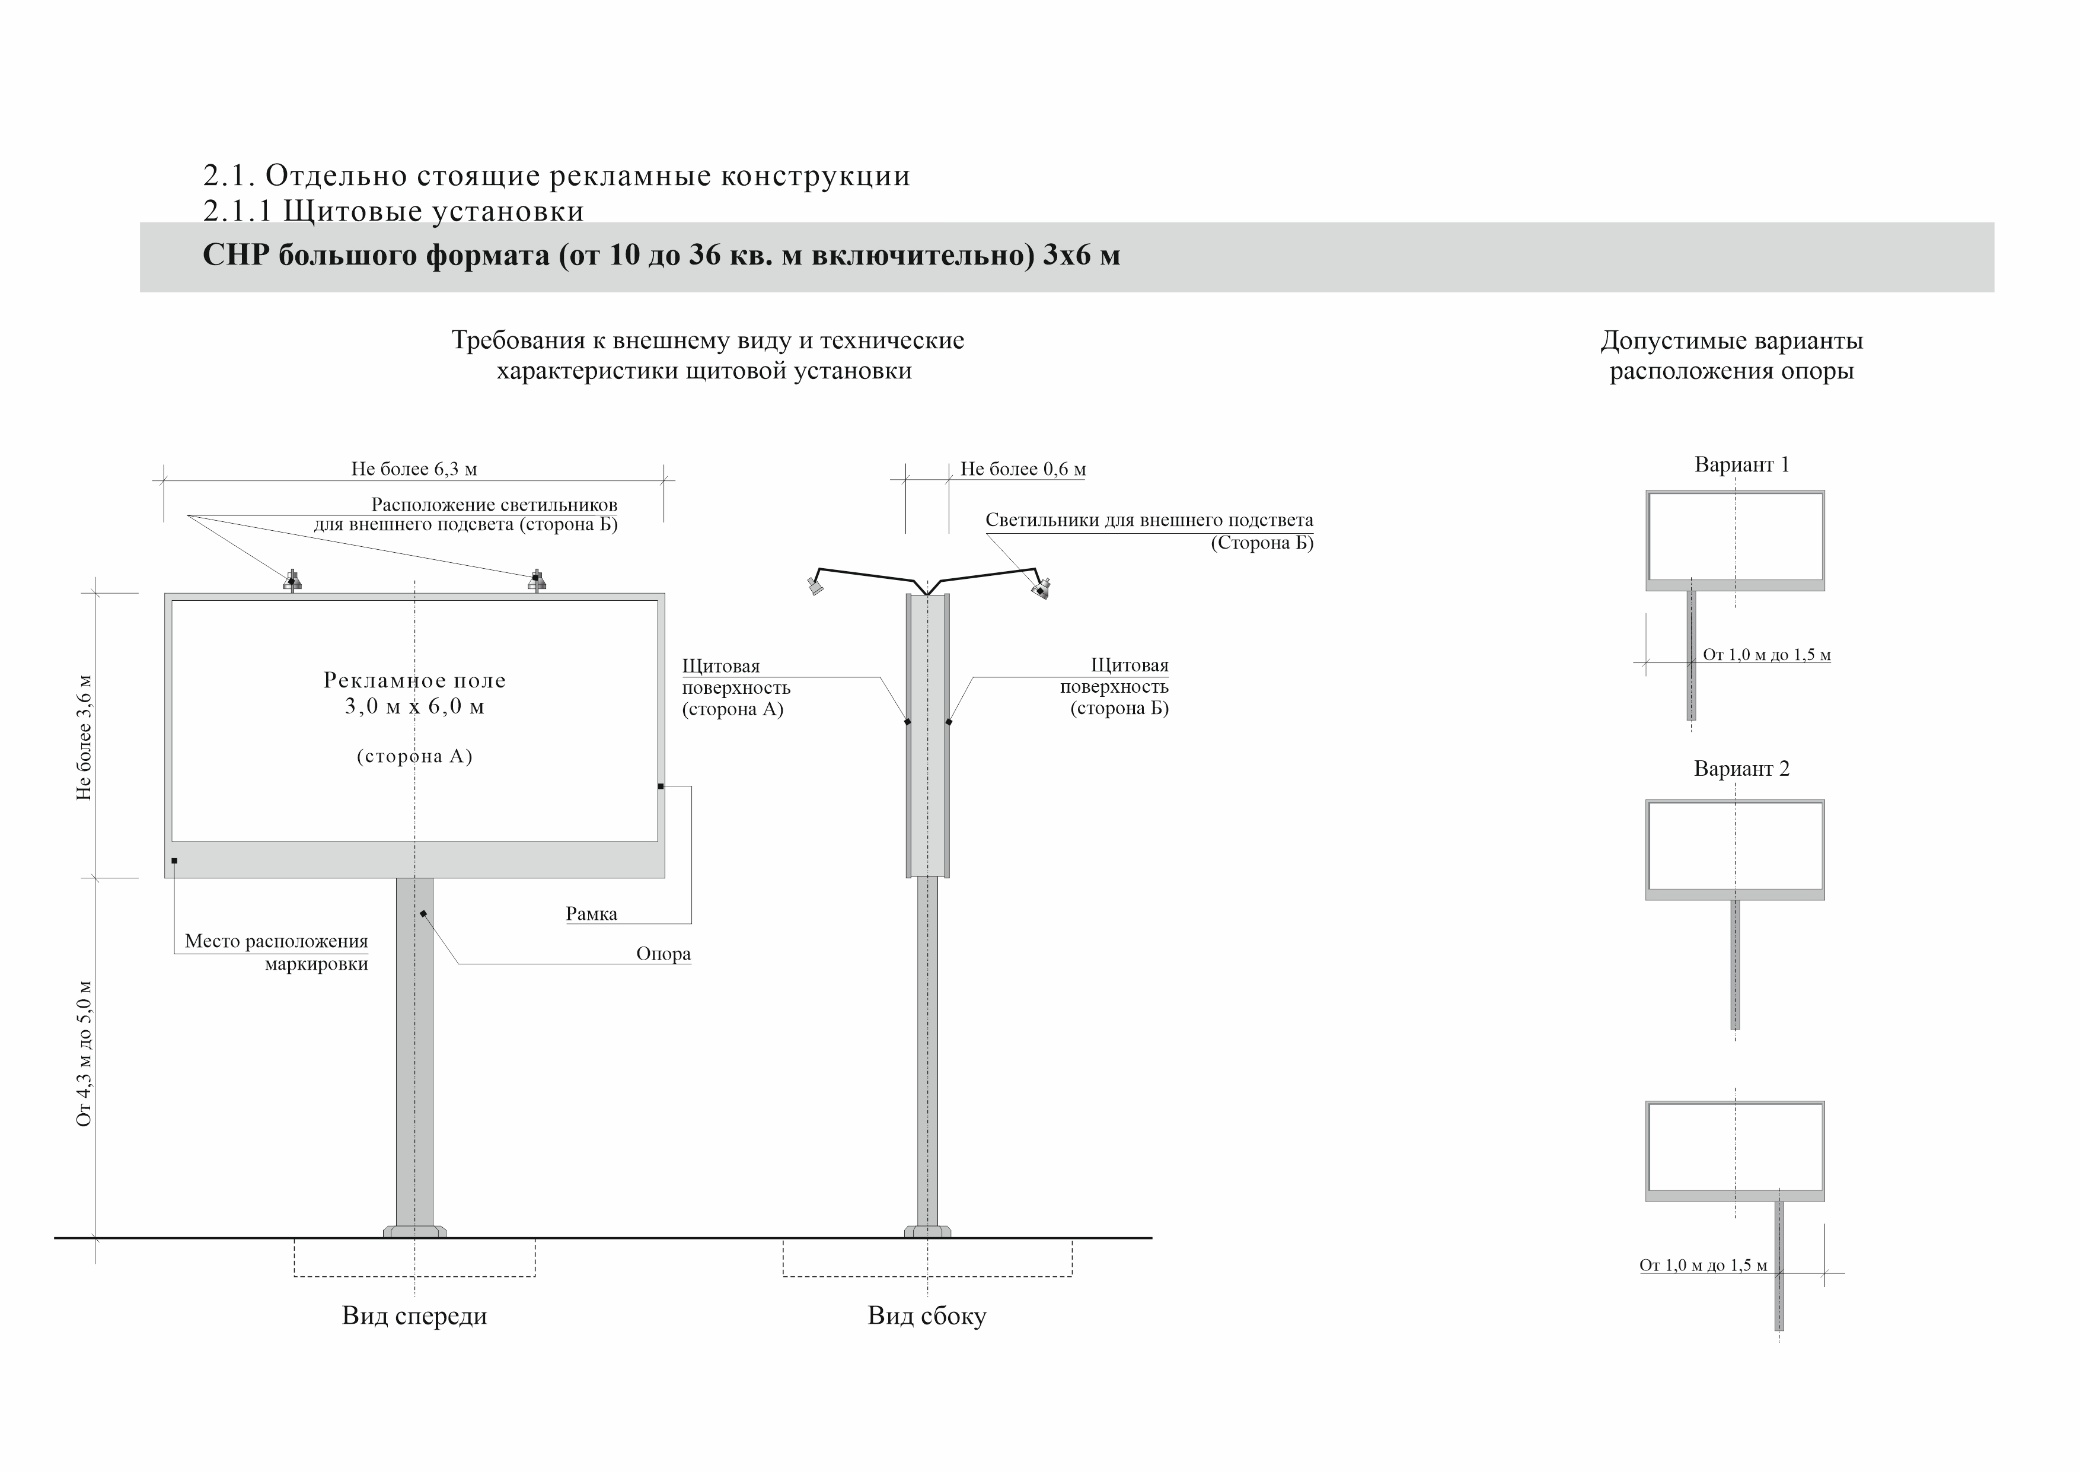 2.1. Отдельно стоящие рекламные конструкции
2.1.1 Щитовые установки
СНР большого формата (от 10 до 36 кв. м включительно) 3х6 м
Требования к внешнему виду и технические
характеристики щитовой установки
Допустимые варианты
расположения опоры
Не более 6,3 м
Расположение светильников
для внешнего подсвета (сторона Б)
Не более 3,6 м
Рекламное поле
3,0 м х 6,0 м
(сторона А)
Рамка
Опора
Место расположения
маркировки
От 4,3 м до 5,0 м
Вид спереди
Не более 0,6 м
Светильники для внешнего подствета
(Сторона Б)
Щитовая
поверхность
(сторона А)
Щитовая
поверхность
(сторона Б)
Вид сбоку
Вариант 1
От 1,0 м до 1,5 м
Вариант 2
От 1,0 м до 1,5 м